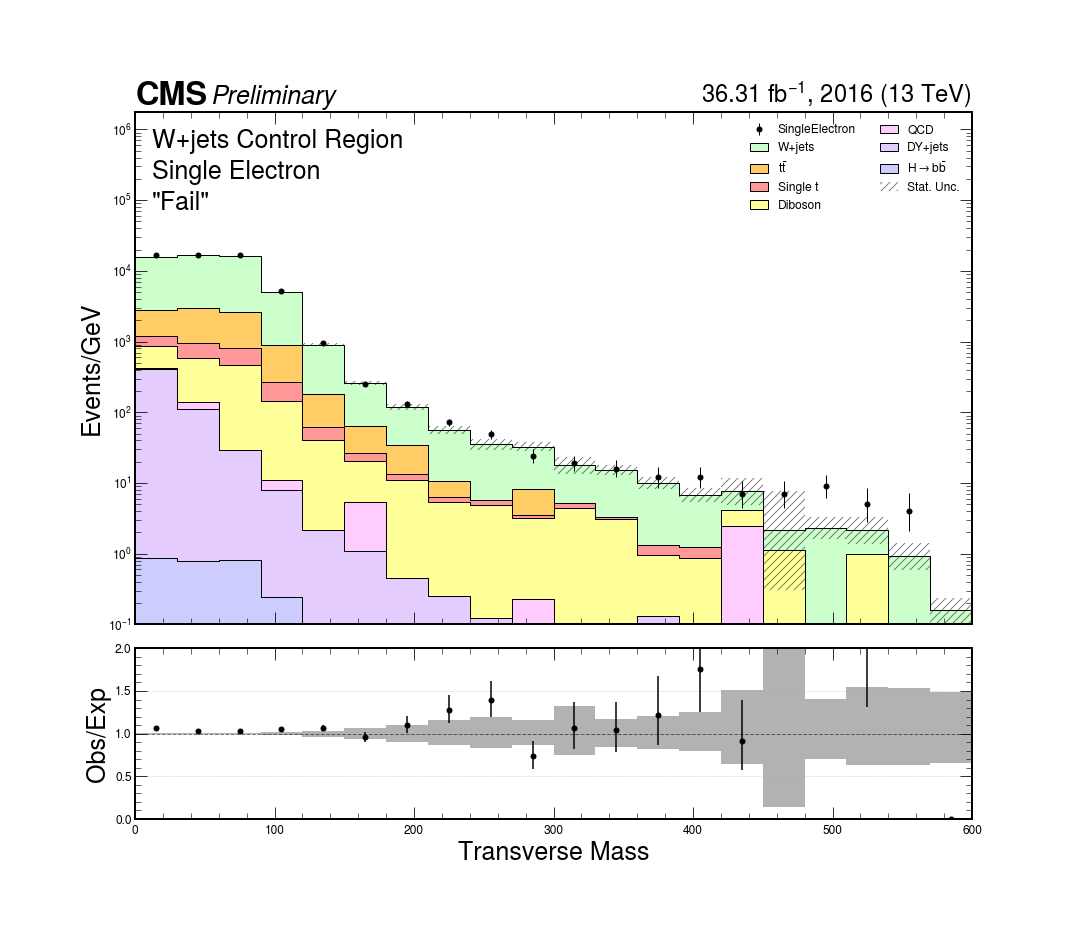 CMS Preliminary 36.31 fb⁻¹, 2016 (13 TeV)
W+jets Control Region
Single Electron
"Fail"
SingleElectron
W+jets
tt̄
Single t
Diboson
QCD
DY+jets
H→bb̄
Stat. Unc.
Events/GeV
10⁶
10⁵
10⁴
10³
10²
10¹
10⁰
10⁻¹
Obs/Exp
2.0
1.5
1.0
0.5
0.0
0 100 200 300 400 500 600
Transverse Mass